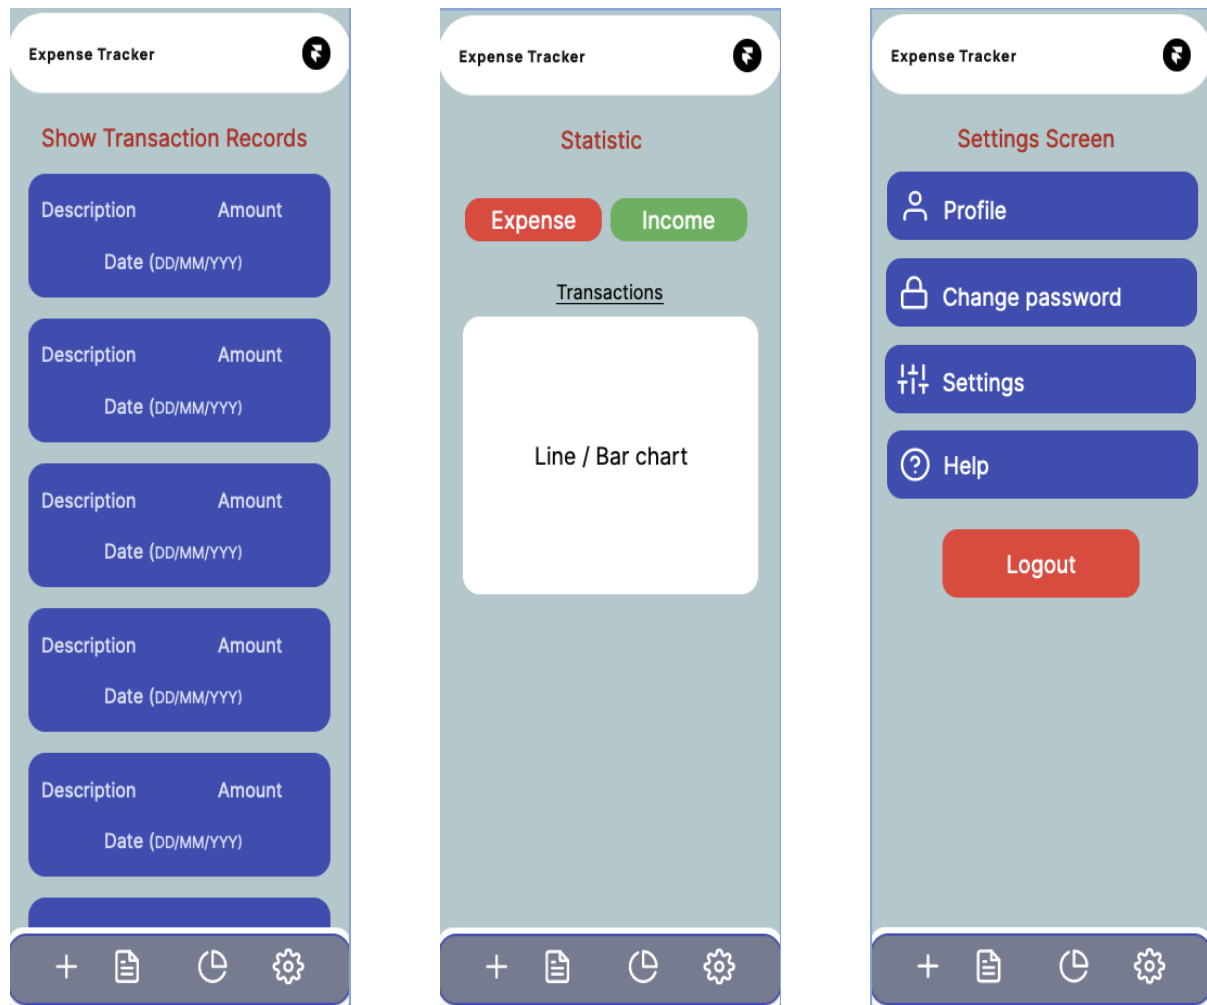 Expense Tracker
Show Transaction Records
Description Amount
Date (DD/MM/YYY)
Description Amount
Date (DD/MM/YYY)
Description Amount
Date (DD/MM/YYY)
Description Amount
Date (DD/MM/YYY)
Description Amount
Date (DD/MM/YYY)
Expense Tracker
Statistic
Expense Income
Transactions
Line / Bar chart
Expense Tracker
Settings Screen
Profile
Change password
Settings
Help
Logout